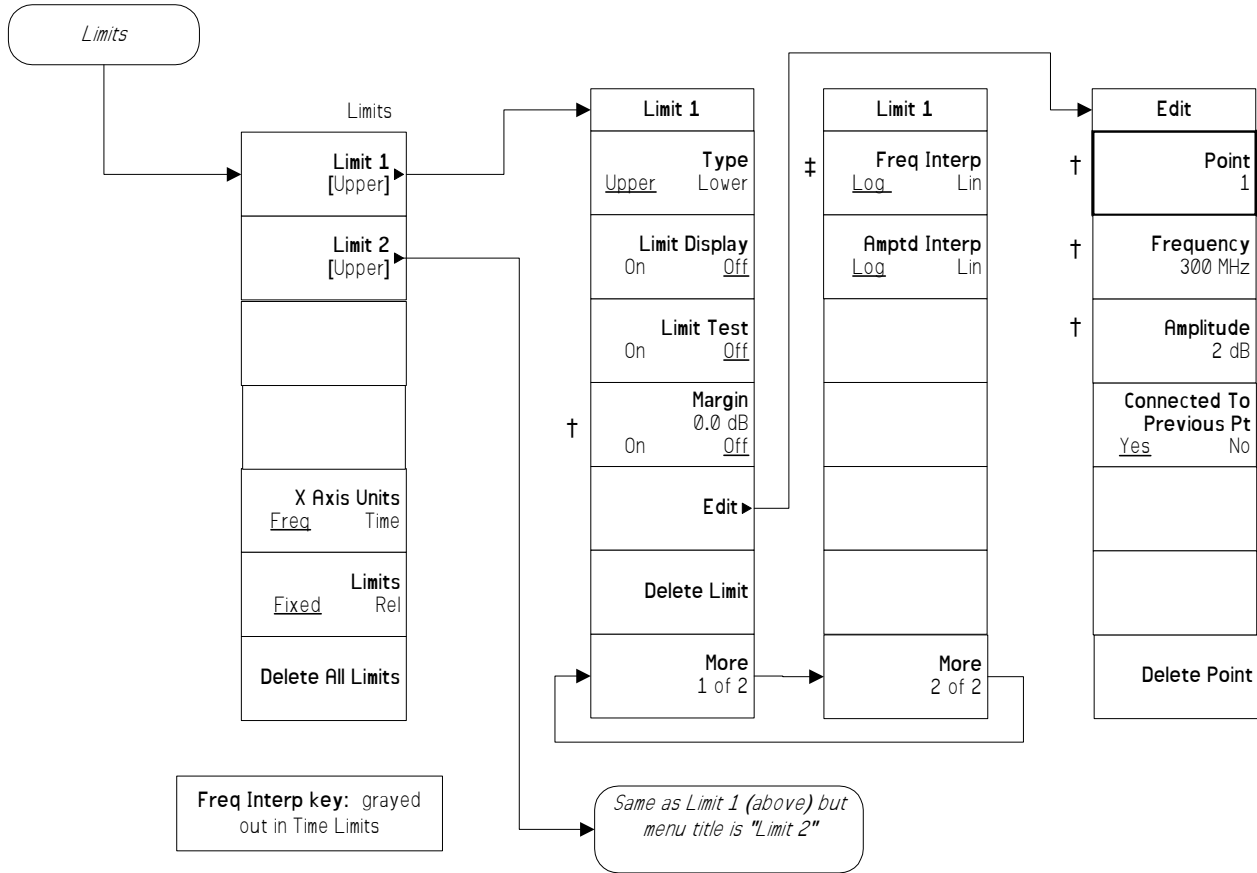 Limits
Limits
Limit 1
[Upper]
Limit 2
[Upper]
X Axis Units
Freq Time
Limits
Fixed Rel
Delete All Limits
Limit 1
Type
Upper Lower
Limit Display
On Off
Limit Test
On Off
†
Margin
0.0 dB
On Off
Edit
Delete Limit
More
1 of 2
Limit 1
‡
Freq Interp
Log Lin
Amptd Interp
Log Lin
More
2 of 2
Edit
†
Point
1
†
Frequency
300 MHz
†
Amplitude
2 dB
Connected To
Previous Pt
Yes No
Delete Point
Freq Interp key: grayed
out in Time Limits
Same as Limit 1 (above) but
menu title is "Limit 2"